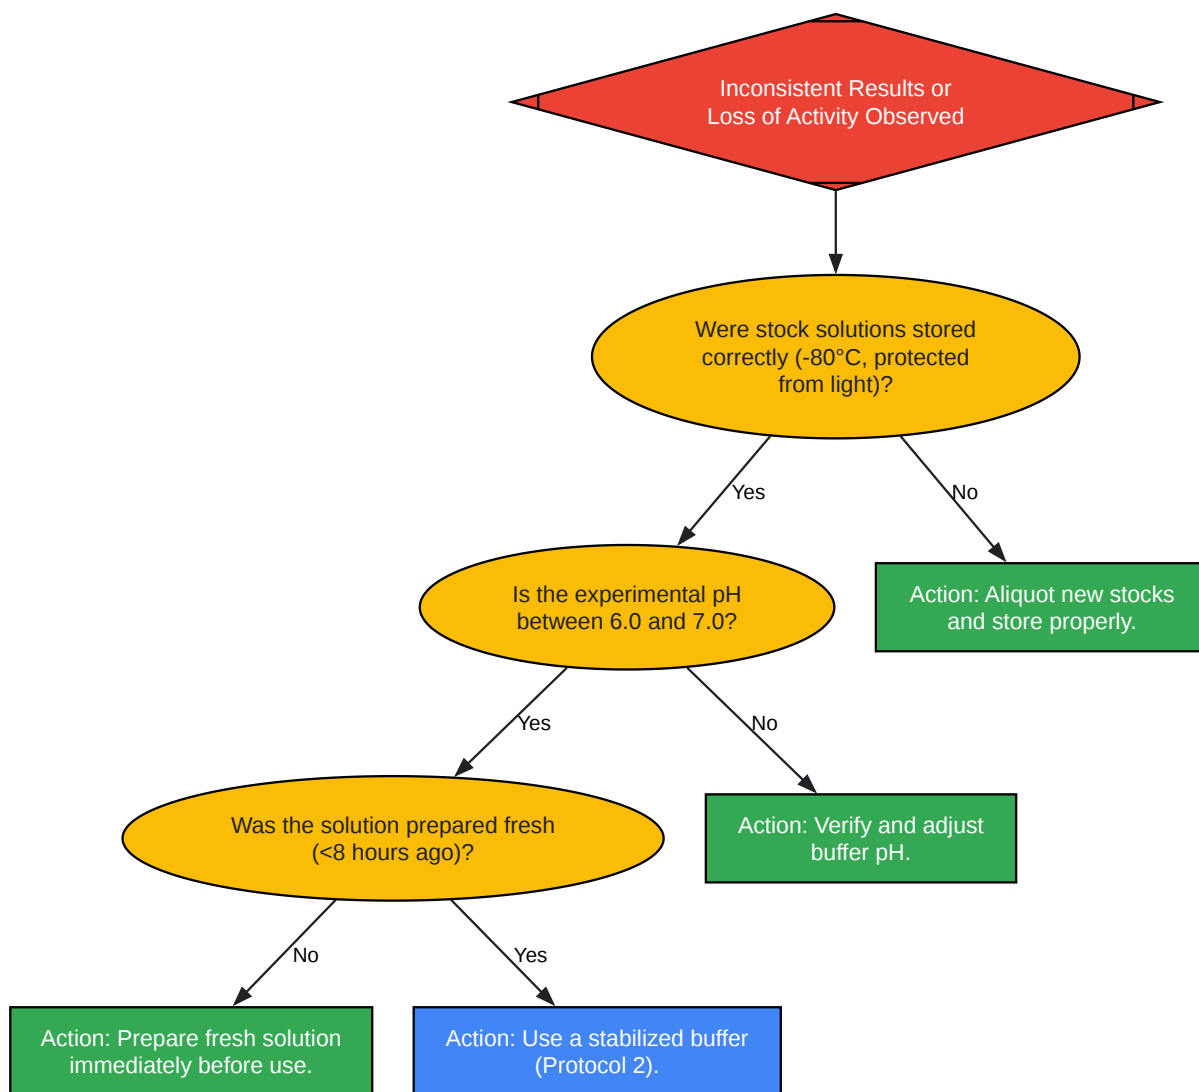 Inconsistent Results or
Loss of Activity Observed
Were stock solutions stored
correctly (-80°C, protected
from light)?
Yes
No
Is the experimental pH
between 6.0 and 7.0?
Action: Aliquot new stocks
and store properly.
Yes
No
Was the solution prepared fresh
(<8 hours ago)?
Action: Verify and adjust
buffer pH.
No
Yes
Action: Prepare fresh solution
immediately before use.
Action: Use a stabilized buffer
(Protocol 2).